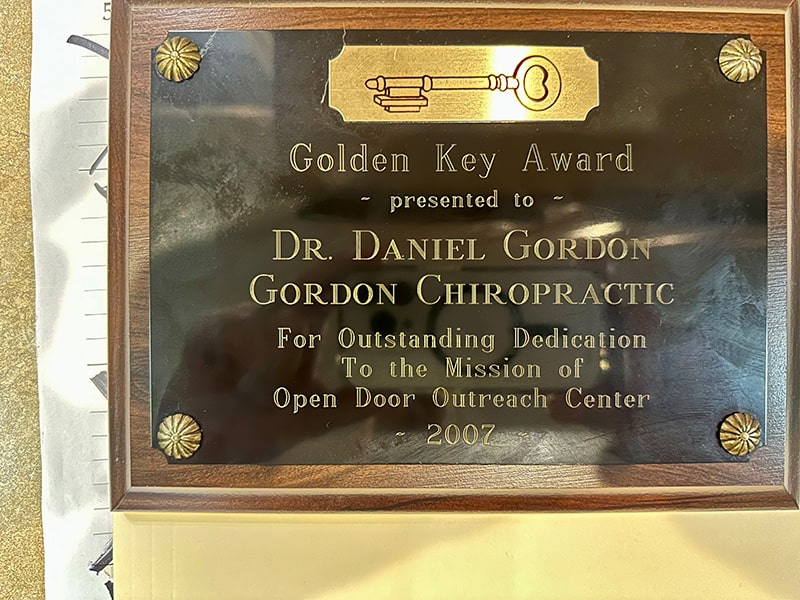 5
Golden Key Award
~ presented to ~
DR. DANIEL GORDON
GORDON CHIROPRACTIC
For Outstanding Dedication
To the Mission of
Open Door Outreach Center
~ 2007 ~